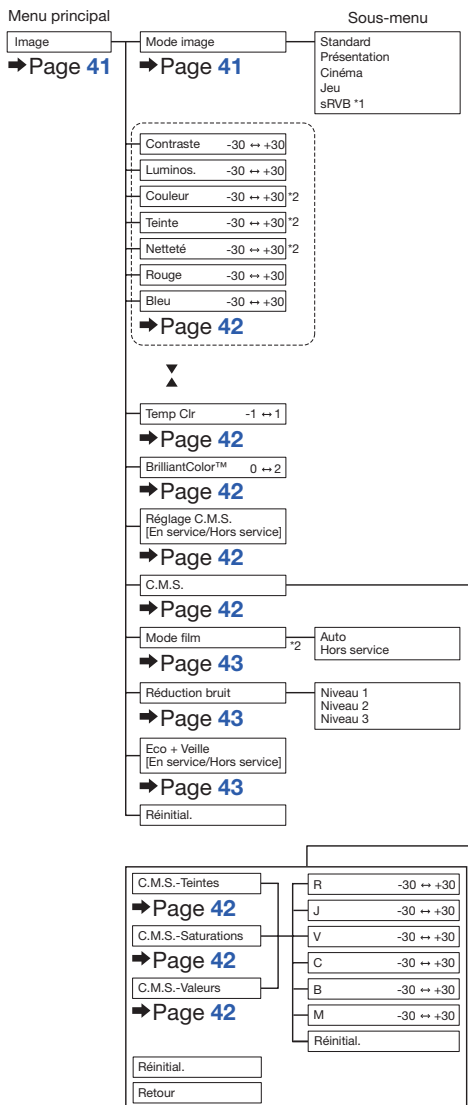 Menu principal
Sous-menu
Image
➡Page 41
Mode image
➡Page 41
Standard
Présentation
Cinéma
Jeu
sRVB *1
Contraste -30 ↔ +30
Luminos. -30 ↔ +30
Couleur -30 ↔ +30 *2
Teinte -30 ↔ +30 *2
Netteté -30 ↔ +30 *2
Rouge -30 ↔ +30
Bleu -30 ↔ +30
➡Page 42
Temp Clr -1 ↔ 1
➡Page 42
BrilliantColor™ 0 ↔ 2
➡Page 42
Réglage C.M.S.
[En service/Hors service]
➡Page 42
C.M.S.
➡Page 42
Mode film *2
➡Page 43
Auto
Hors service
Réduction bruit
➡Page 43
Niveau 1
Niveau 2
Niveau 3
Eco + Veille
[En service/Hors service]
➡Page 43
Réinitial.
C.M.S.-Teintes
➡Page 42
C.M.S.-Saturations
➡Page 42
C.M.S.-Valeurs
➡Page 42
R -30 ↔ +30
J -30 ↔ +30
V -30 ↔ +30
C -30 ↔ +30
B -30 ↔ +30
M -30 ↔ +30
Réinitial.
Réinitial.
Retour